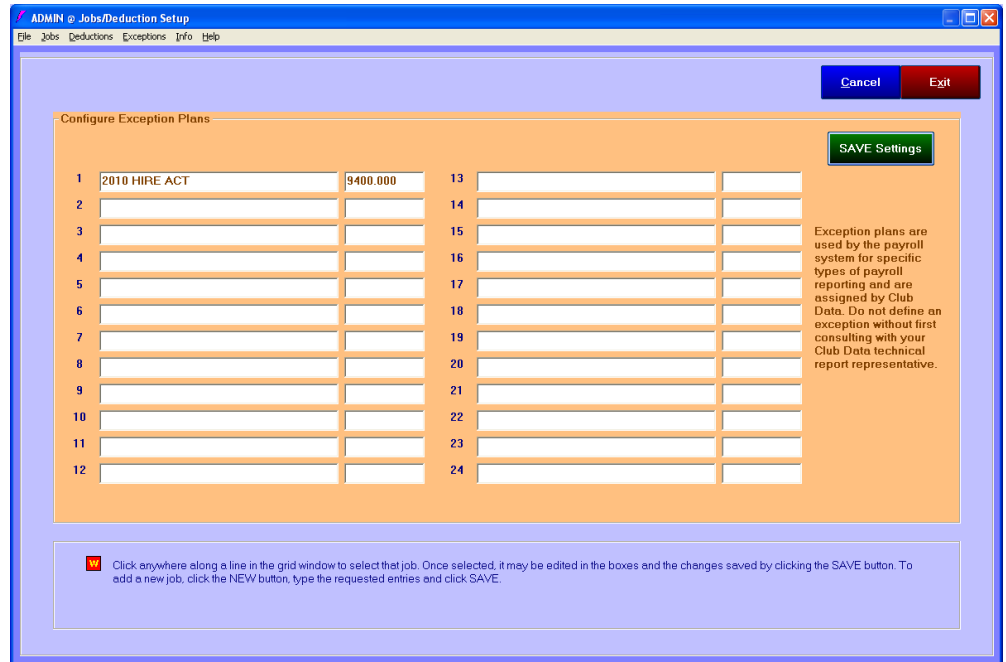 ADMIN @ Jobs/Deduction Setup
File Jobs Deductions Exceptions Info Help
Cancel Exit
Configure Exception Plans
SAVE Settings
1 2010 HIRE ACT 9400.000 13
2 14
3 15
4 16
5 17
6 18
7 19
8 20
9 21
10 22
11 23
12 24
Exception plans are
used by the payroll
system for specific
types of payroll
reporting and are
assigned by Club
Data. Do not define an
exception without first
consulting with your
Club Data technical
report representative.
W
Click anywhere along a line in the grid window to select that job. Once selected, it may be edited in the boxes and the changes saved by clicking the SAVE button. To
add a new job, click the NEW button, type the requested entries and click SAVE.